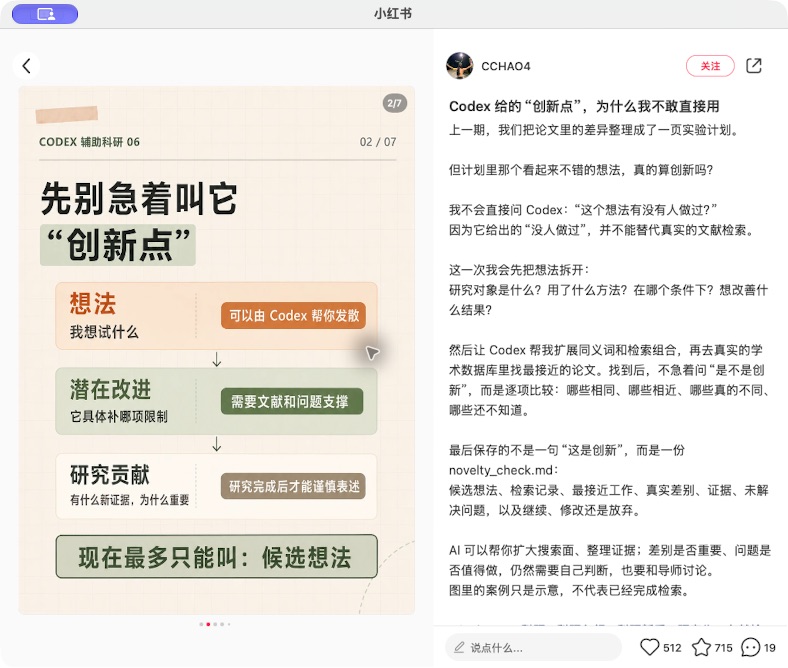 小红书
2/7
CODEX 辅助科研 06
02 / 07
先别急着叫它
“创新点”
想法
我想试什么
可以由 Codex 帮你发散
潜在改进
它具体补哪项限制
需要文献和问题支撑
研究贡献
有什么新证据，为什么重要
研究完成后才能谨慎表述
现在最多只能叫：候选想法
CCHAO4
关注
Codex 给的“创新点”，为什么我不敢直接用
上一期，我们把论文里的差异整理成了一页实验计划。
但计划里那个看起来不错的想法，真的算创新吗？
我不会直接问 Codex：“这个想法有没有人做过？”
因为它给出的“没人做过”，并不能替代真实的文献检索。
这一次我会先把想法拆开：
研究对象是什么？用了什么方法？在哪个条件下？想改善什
么结果？
然后让 Codex 帮我扩展同义词和检索组合，再去真实的学
术数据库里找最接近的论文。找到后，不急着问“是不是创
新”，而是逐项比较：哪些相同、哪些相近、哪些真的不同、
哪些还不知道。
最后保存的不是一句“这是创新”，而是一份
novelty_check.md：
候选想法、检索记录、最接近工作、真实差别、证据、未解
决问题，以及继续、修改还是放弃。
AI 可以帮你扩大搜索面、整理证据；差别是否重要、问题是
否值得做，仍然需要自己判断，也要和导师讨论。
图里的案例只是示意，不代表已经完成检索。
说点什么...
512
715
19